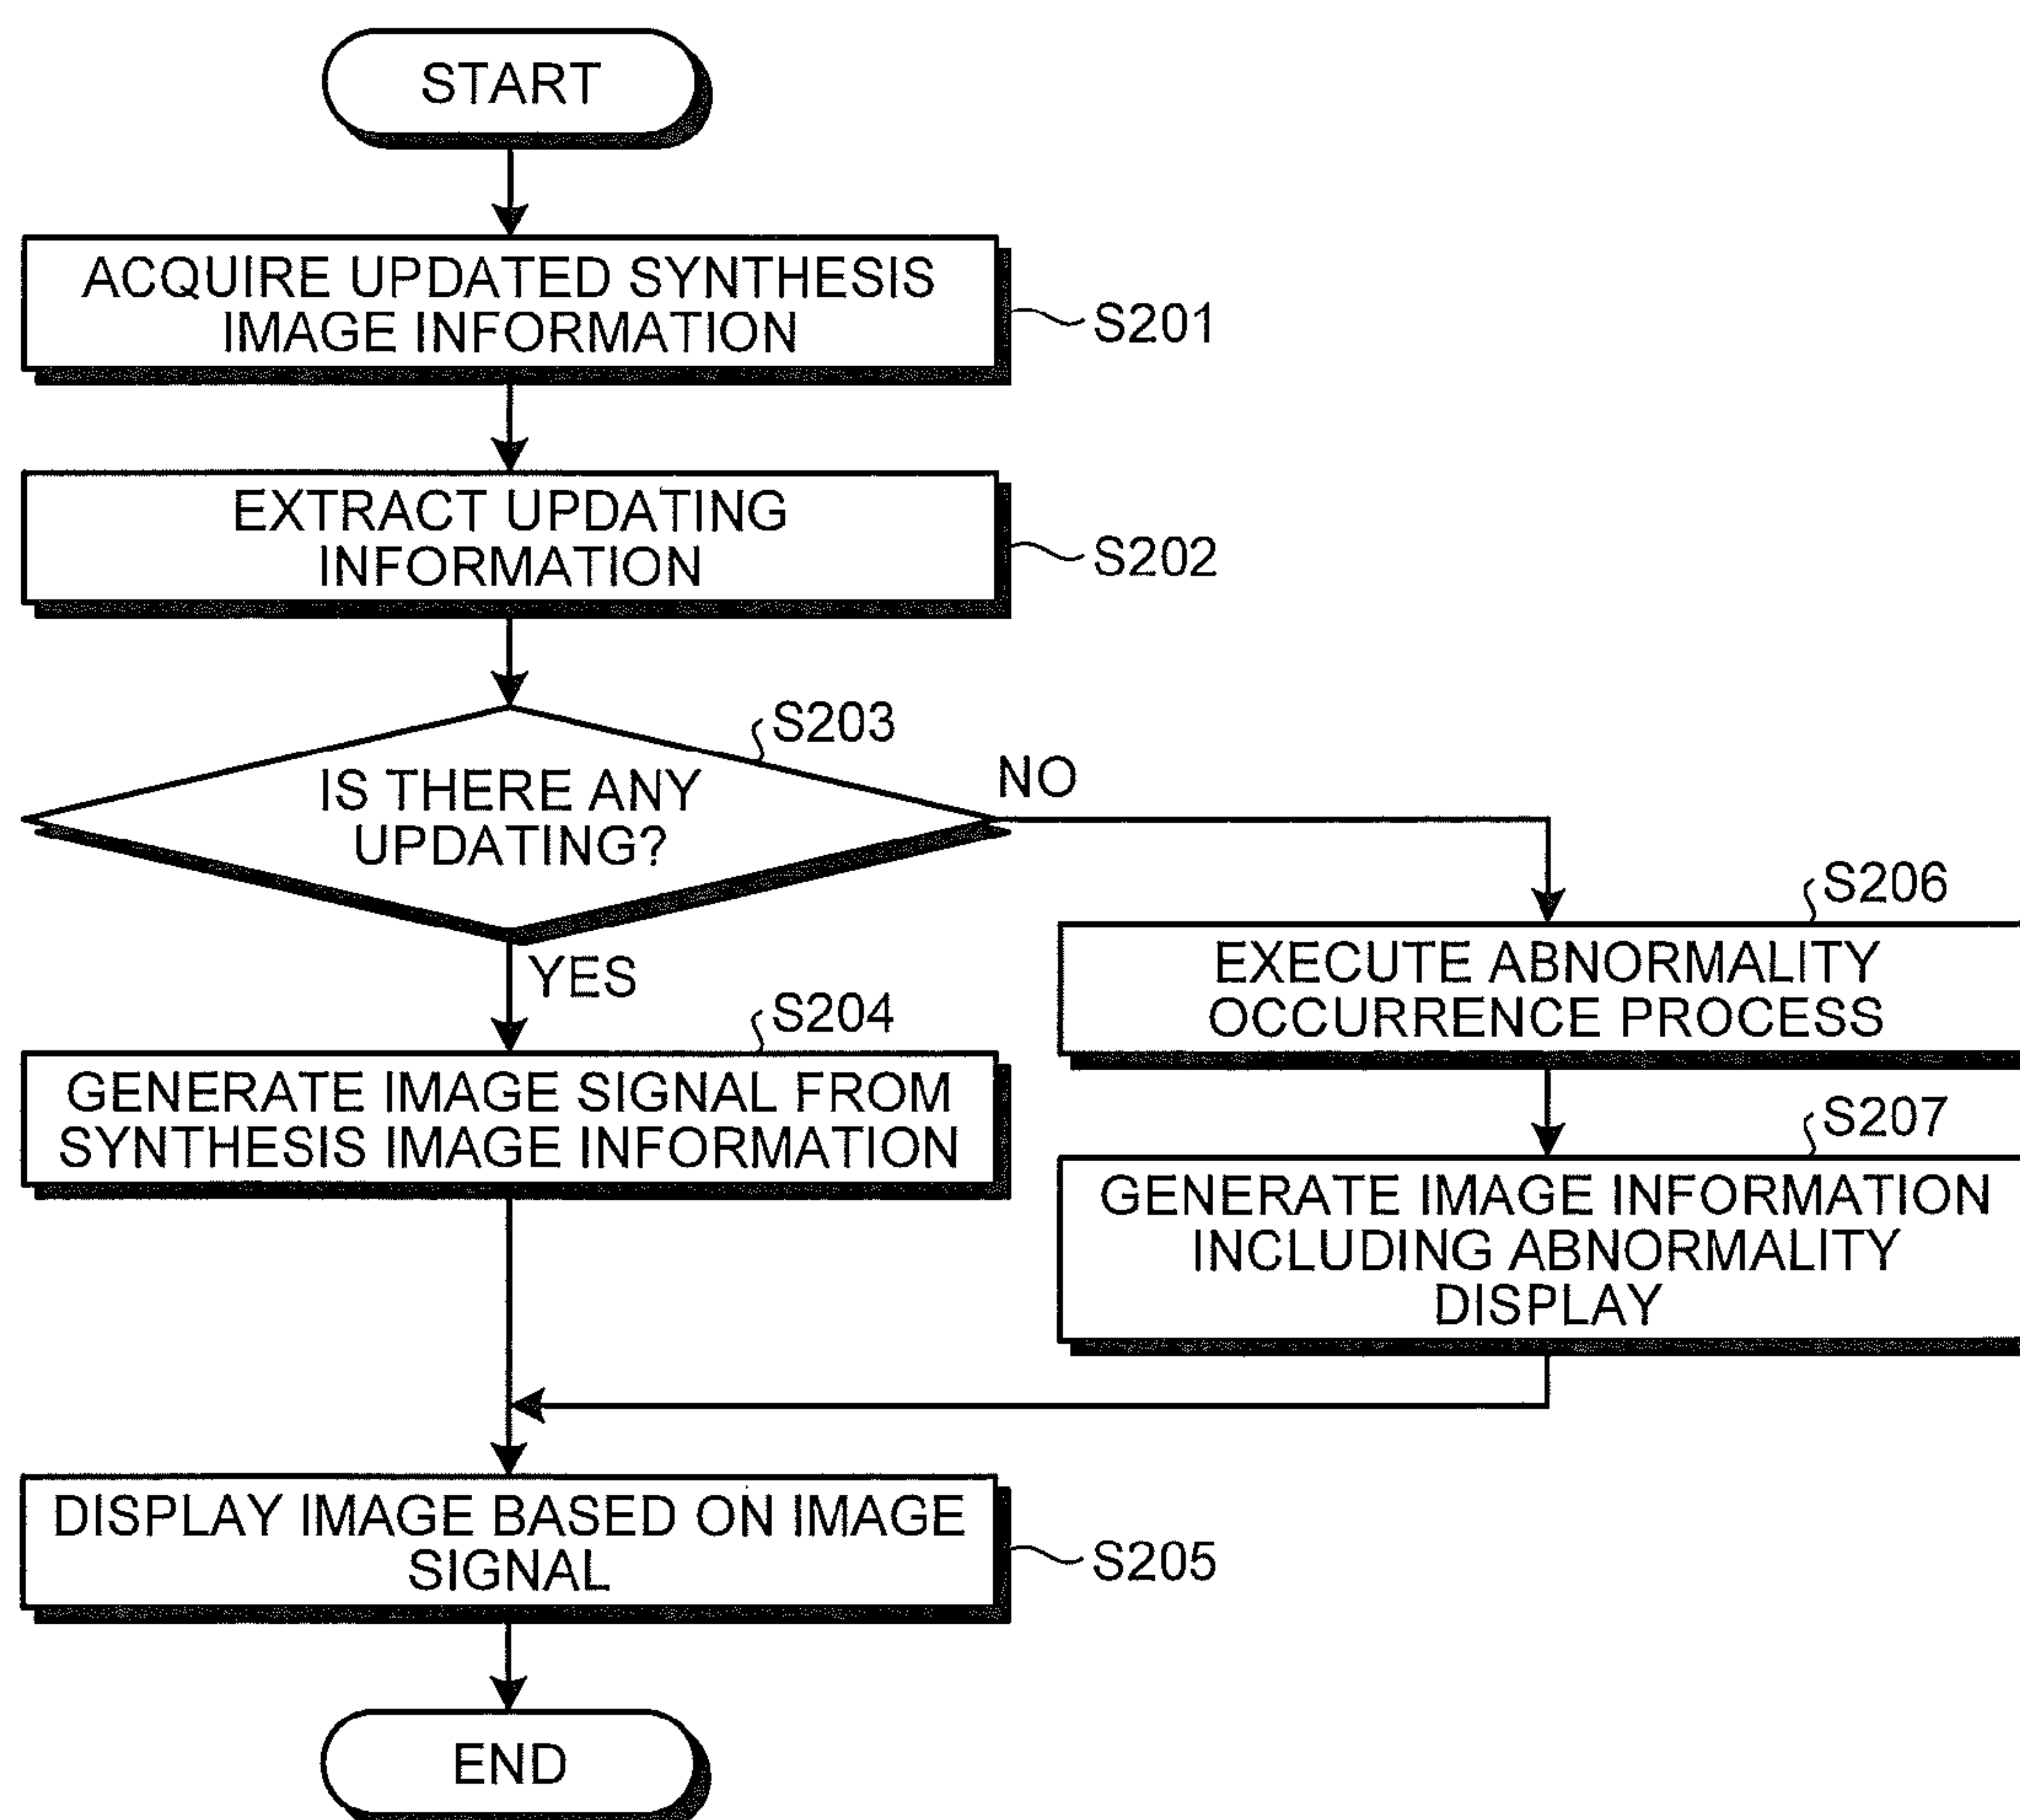 START
ACQUIRE UPDATED SYNTHESIS
IMAGE INFORMATION
S201
EXTRACT UPDATING
INFORMATION
S202
S203
IS THERE ANY
UPDATING?
NO
YES
S204
GENERATE IMAGE SIGNAL FROM
SYNTHESIS IMAGE INFORMATION
S206
EXECUTE ABNORMALITY
OCCURRENCE PROCESS
S207
GENERATE IMAGE INFORMATION
INCLUDING ABNORMALITY
DISPLAY
DISPLAY IMAGE BASED ON IMAGE
SIGNAL
S205
END